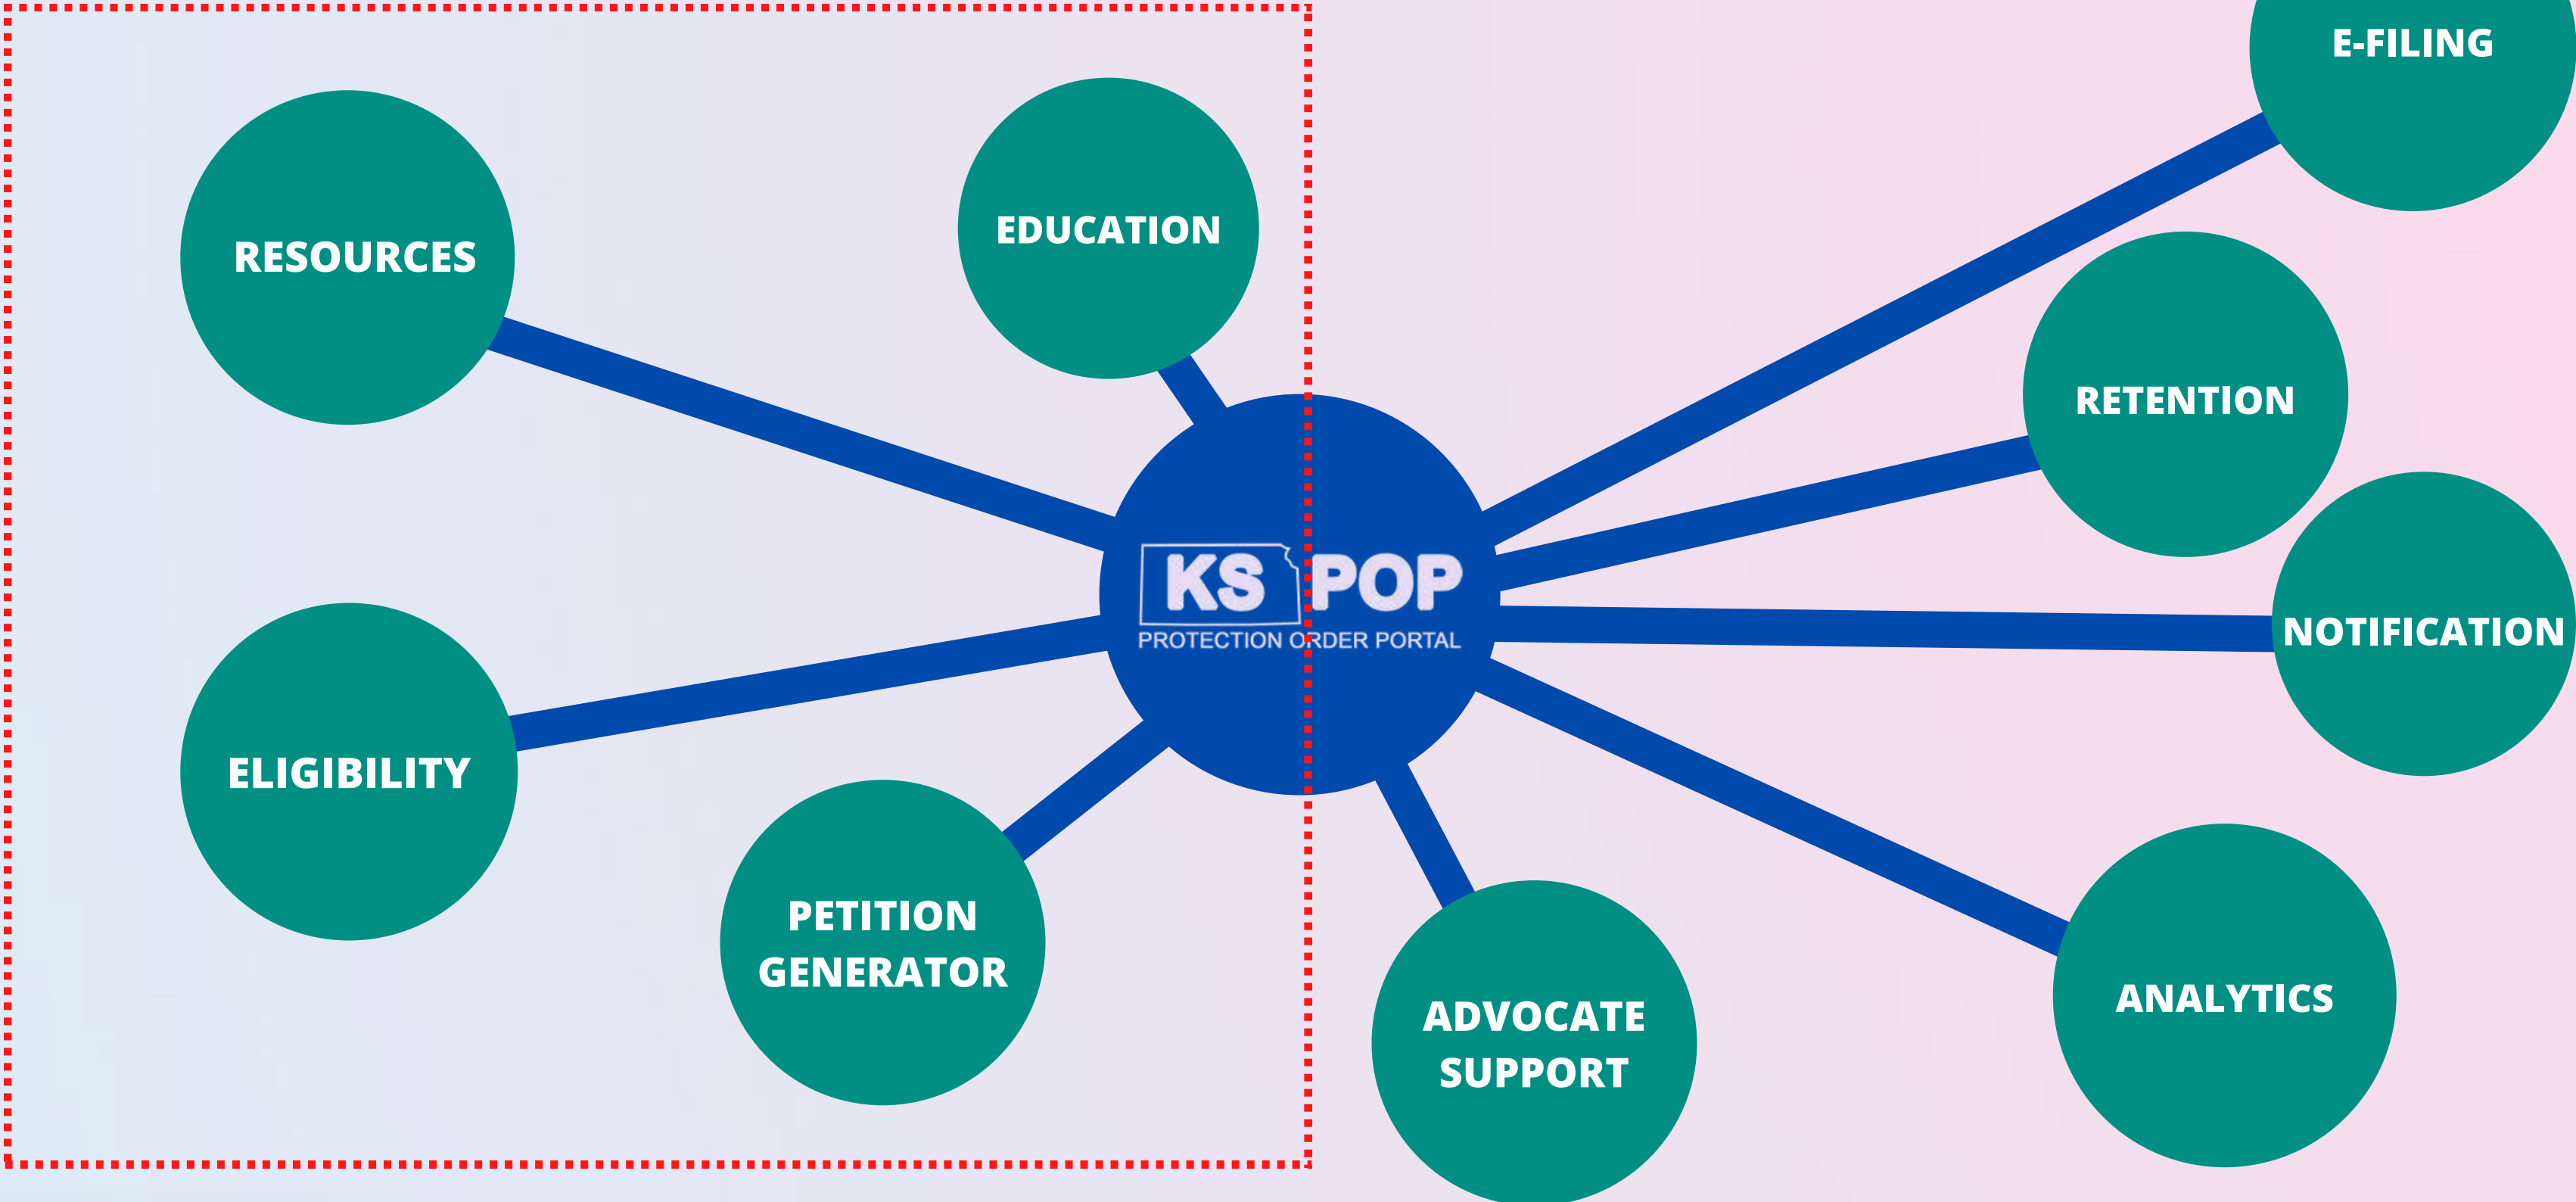 E-FILING
EDUCATION
RESOURCES
RETENTION
KS POP
PROTECTION ORDER PORTAL
NOTIFICATION
ELIGIBILITY
PETITION
GENERATOR
ADVOCATE
SUPPORT
ANALYTICS